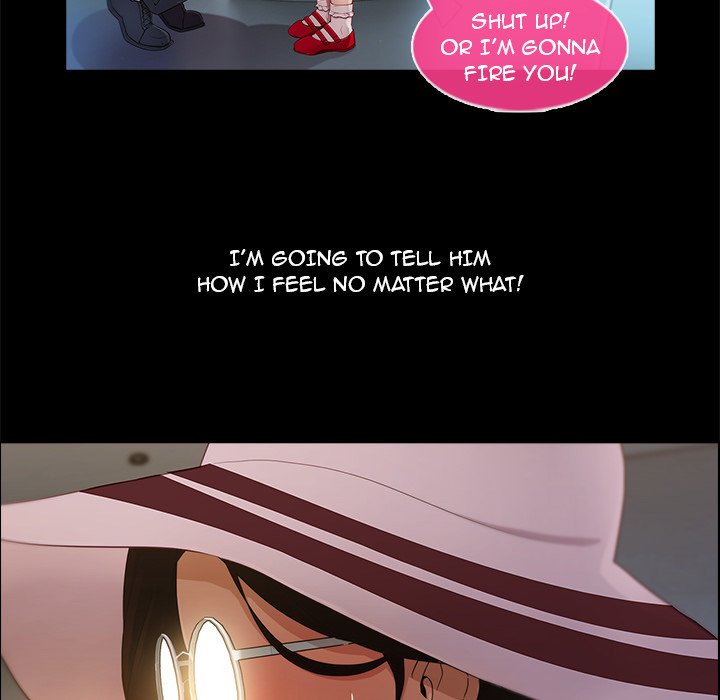 SHUT UP!
OR I'M GONNA
FIRE YOU!
I'M GOING TO TELL HIM
HOW I FEEL NO MATTER WHAT!